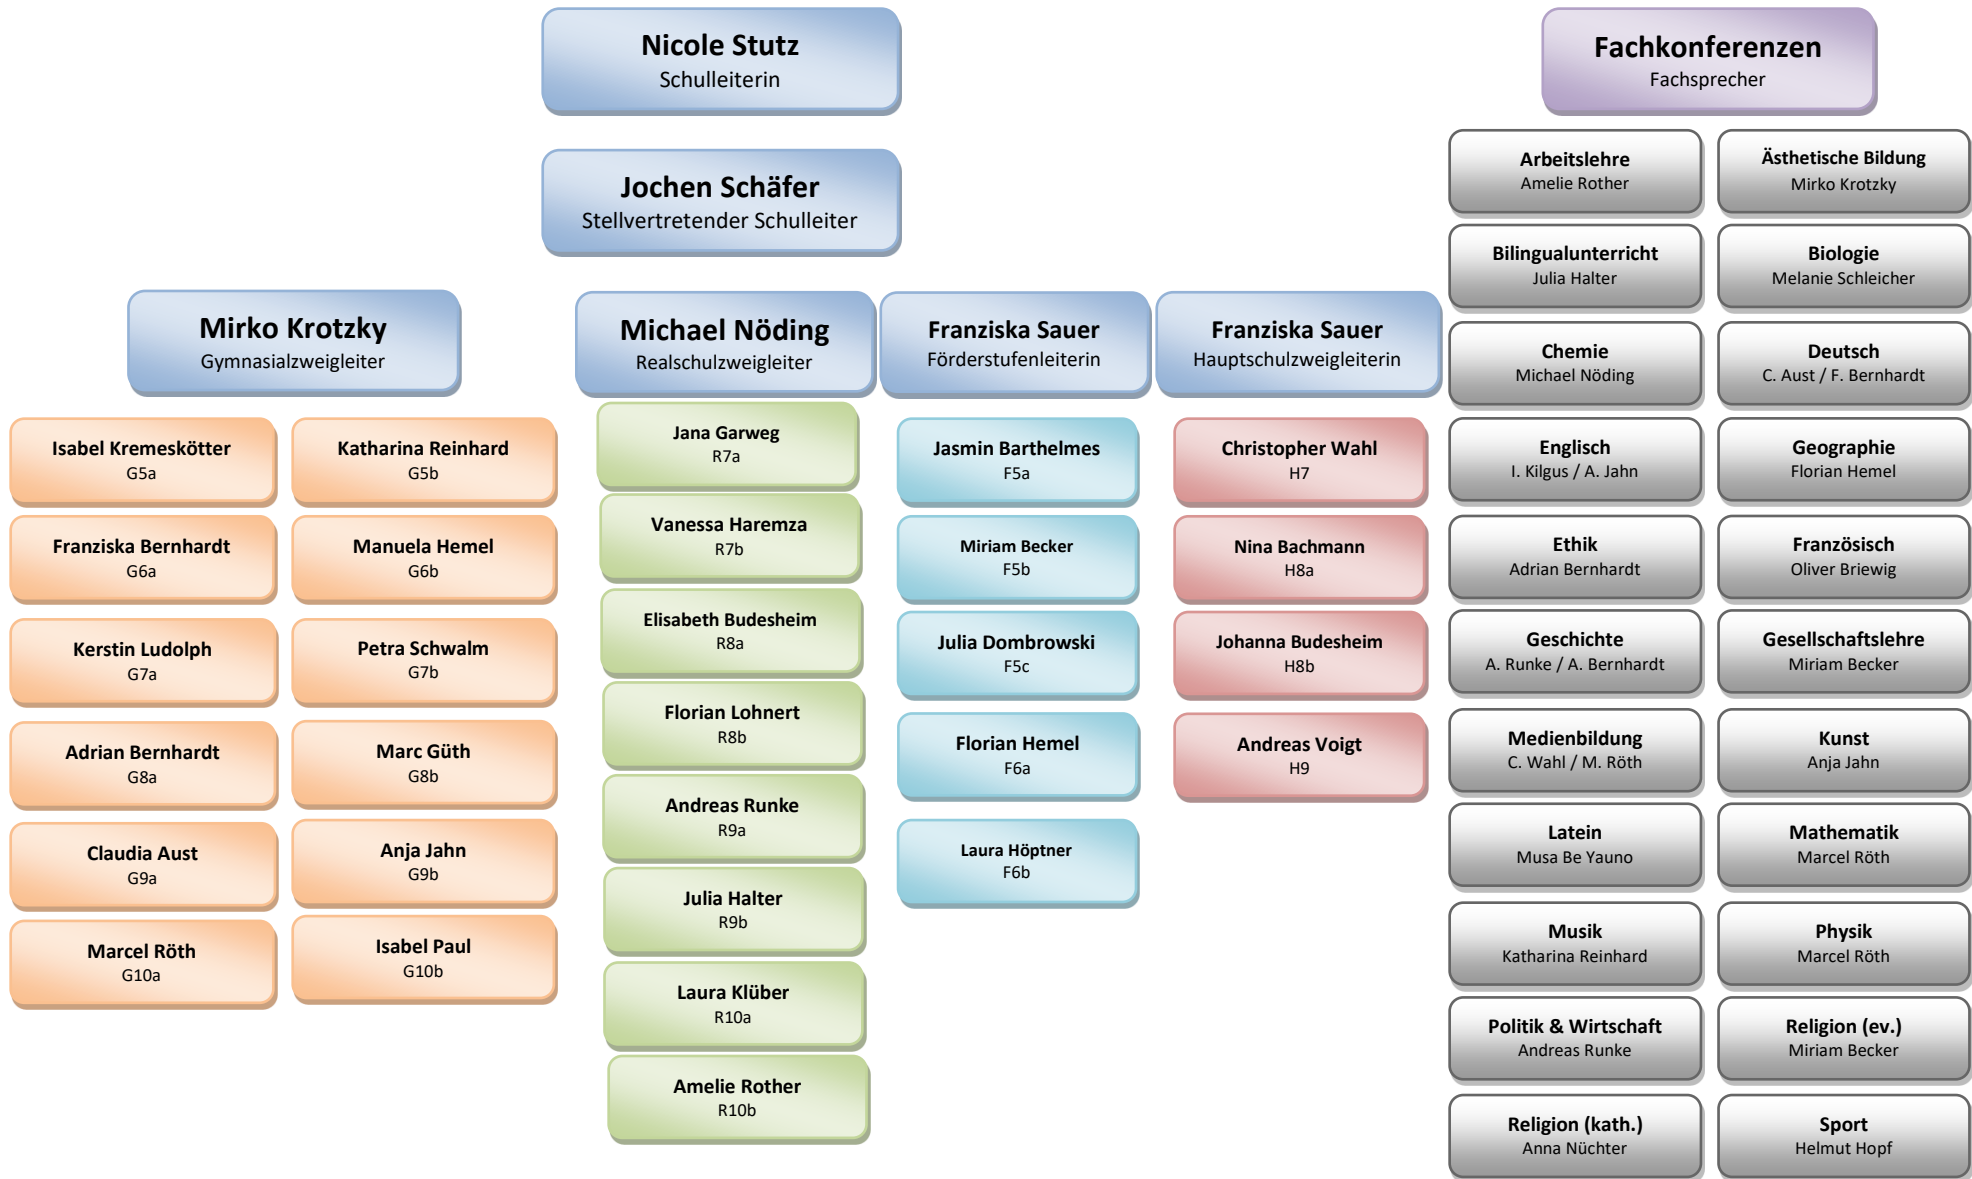 Nicole Stutz
Schulleiterin
Jochen Schäfer
Stellvertretender Schulleiter
Mirko Krotzky
Gymnasialzweigleiter
Isabel Kremeskötter
G5a
Katharina Reinhard
G5b
Franziska Bernhardt
G6a
Manuela Hemel
G6b
Kerstin Ludolph
G7a
Petra Schwalm
G7b
Adrian Bernhardt
G8a
Marc Güth
G8b
Claudia Aust
G9a
Anja Jahn
G9b
Marcel Röth
G10a
Isabel Paul
G10b
Michael Nöding
Realschulzweigleiter
Jana Garweg
R7a
Vanessa Haremza
R7b
Elisabeth Budesheim
R8a
Florian Lohnert
R8b
Andreas Runke
R9a
Julia Halter
R9b
Laura Klüber
R10a
Amelie Rother
R10b
Franziska Sauer
Förderstufenleiterin
Jasmin Barthelmes
F5a
Miriam Becker
F5b
Julia Dombrowski
F5c
Florian Hemel
F6a
Laura Höptner
F6b
Franziska Sauer
Hauptschulzweigleiterin
Christopher Wahl
H7
Nina Bachmann
H8a
Johanna Budesheim
H8b
Andreas Voigt
H9
Fachkonferenzen
Fachsprecher
Arbeitslehre
Amelie Rother
Ästhetische Bildung
Mirko Krotzky
Bilingualunterricht
Julia Halter
Biologie
Melanie Schleicher
Chemie
Michael Nöding
Deutsch
C. Aust / F. Bernhardt
Englisch
I. Kilgus / A. Jahn
Geographie
Florian Hemel
Ethik
Adrian Bernhardt
Französisch
Oliver Briewig
Geschichte
A. Runke / A. Bernhardt
Gesellschaftslehre
Miriam Becker
Medienbildung
C. Wahl / M. Röth
Kunst
Anja Jahn
Latein
Musa Be Yauno
Mathematik
Marcel Röth
Musik
Katharina Reinhard
Physik
Marcel Röth
Politik & Wirtschaft
Andreas Runke
Religion (ev.)
Miriam Becker
Religion (kath.)
Anna Nüchter
Sport
Helmut Hopf